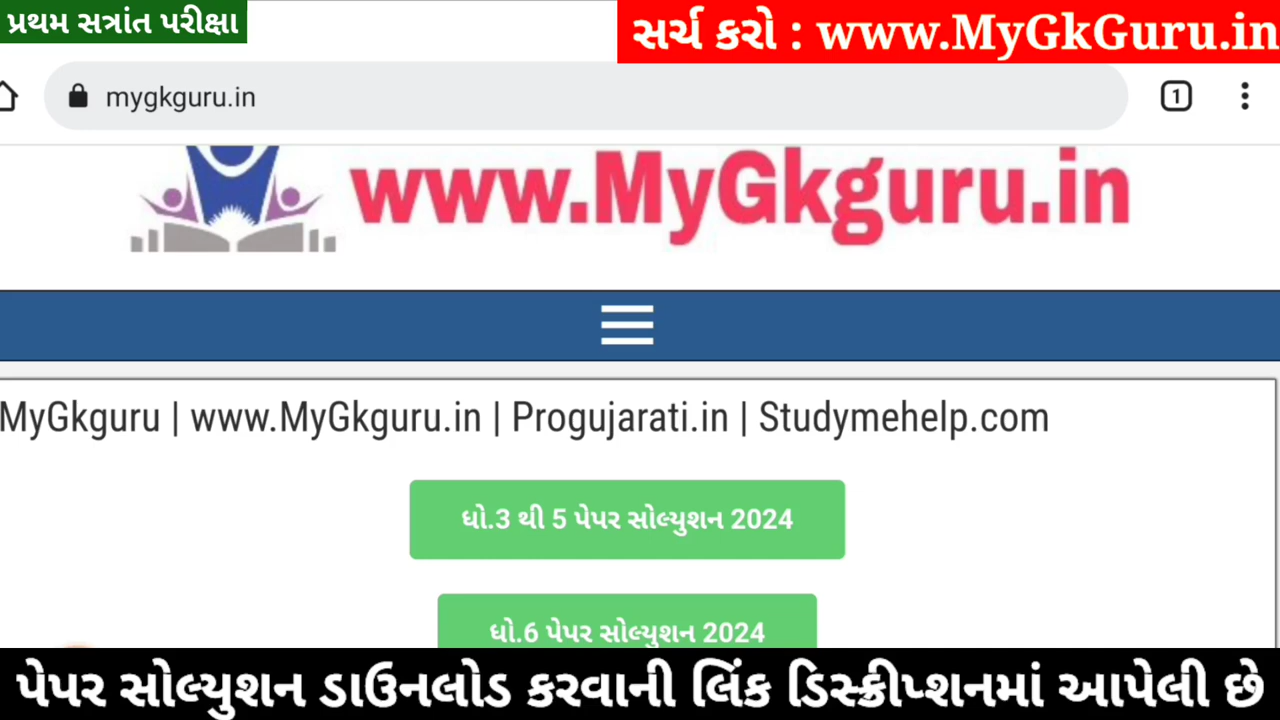 પ્રથમ સત્રાંત પરીક્ષા
સર્ચ કરો : www.MyGkGuru.in
mygkguru.in
1
www.MyGkguru.in
MyGkguru | www.MyGkguru.in | Progujarati.in | Studymehelp.com
ધો.3 થી 5 પેપર સોલ્યુશન 2024
ધો.6 પેપર સોલ્યુશન 2024
પેપર સોલ્યુશન ડાઉનલોડ કરવાની લિંક ડિસ્ક્રીપ્શનમાં આપેલી છે